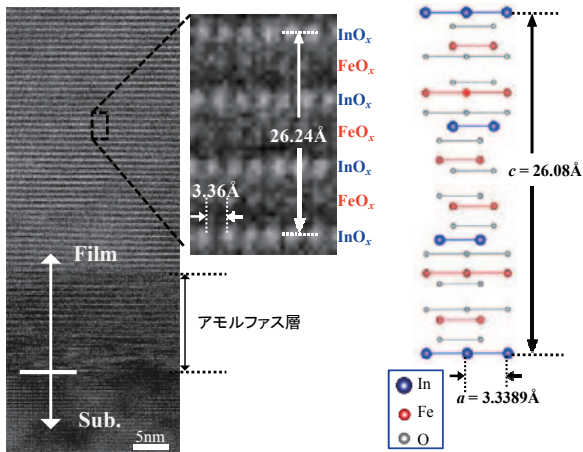 Film
Sub.
5nm
InOx
FeOx
InOx
FeOx
InOx
FeOx
InOx
26.24Å
3.36Å
アモルファス層
c = 26.08Å
a = 3.3389Å
In
Fe
O